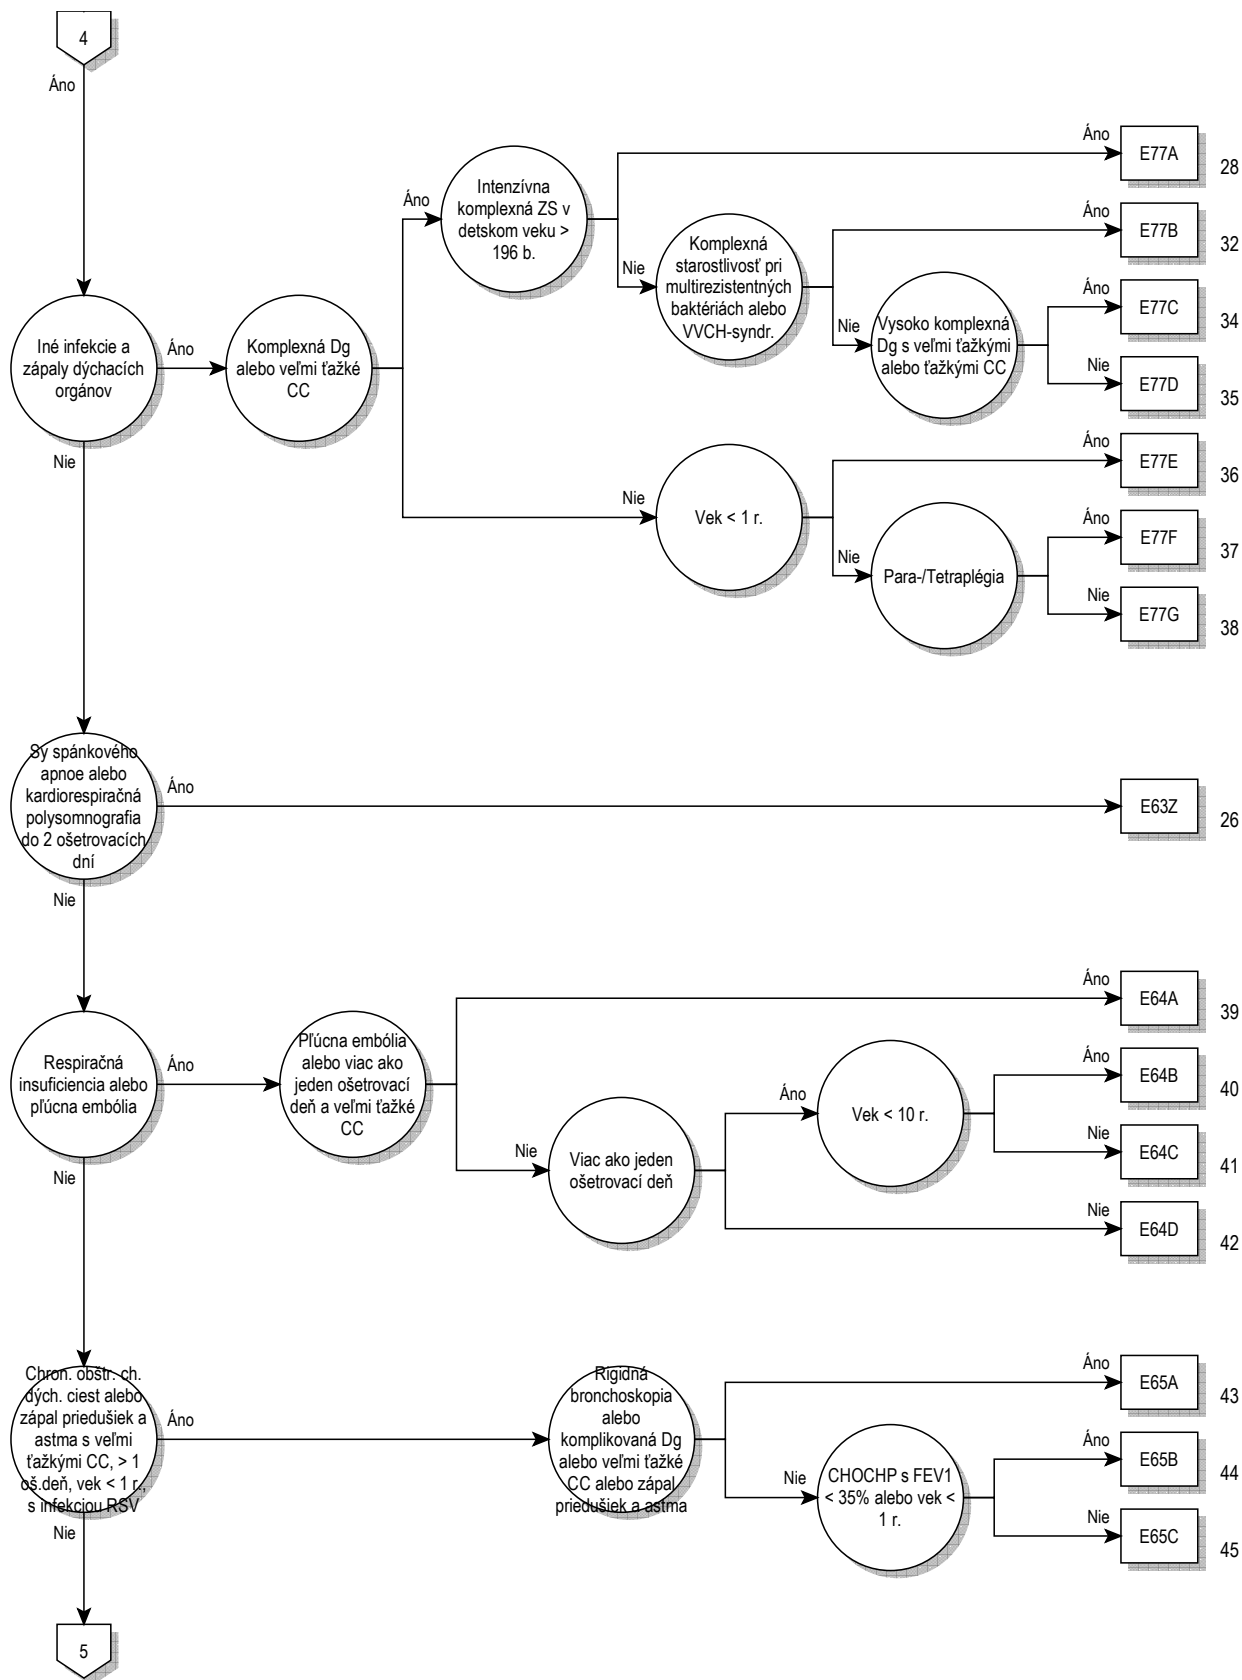 4
Áno
Iné infekcie a
zápaly dýchacích
orgánov
Áno
Nie
Komplexná Dg
alebo veľmi ťažké
CC
Áno
Intenzívna
komplexná ZS v
detskom veku >
196 b.
Áno
E77A
28
Nie
Komplexná
starostlivosť pri
multirezistentných
baktériách alebo
VVCH-syndr.
Áno
E77B
32
Nie
Vysoko komplexná
Dg s veľmi ťažkými
alebo ťažkými CC
Áno
E77C
34
Nie
E77D
35
Nie
Vek < 1 r.
Áno
E77E
36
Nie
Para-/Tetraplégia
Áno
E77F
37
Nie
E77G
38
Sy spánkového
apnoe alebo
kardiorespiračná
polysomnografia
do 2 ošetrovacích
dní
Áno
E63Z
26
Nie
Respiračná
insuficiencia alebo
pľúcna embólia
Áno
Nie
Pľúcna embólia
alebo viac ako
jeden ošetrovací
deň a veľmi ťažké
CC
Áno
E64A
39
Nie
Viac ako jeden
ošetrovací deň
Áno
Vek < 10 r.
Áno
E64B
40
Nie
E64C
41
Nie
E64D
42
Chron. obštr. ch.
dých. ciest alebo
zápal priedušiek a
astma s veľmi
ťažkými CC, > 1
oš.deň, vek < 1 r.,
s infekciou RSV
Áno
Nie
Rigidná
bronchoskopia
alebo
komplikovaná Dg
alebo veľmi ťažké
CC alebo zápal
priedušiek a astma
Áno
E65A
43
Nie
CHOCHP s FEV1
< 35% alebo vek <
1 r.
Áno
E65B
44
Nie
E65C
45
5